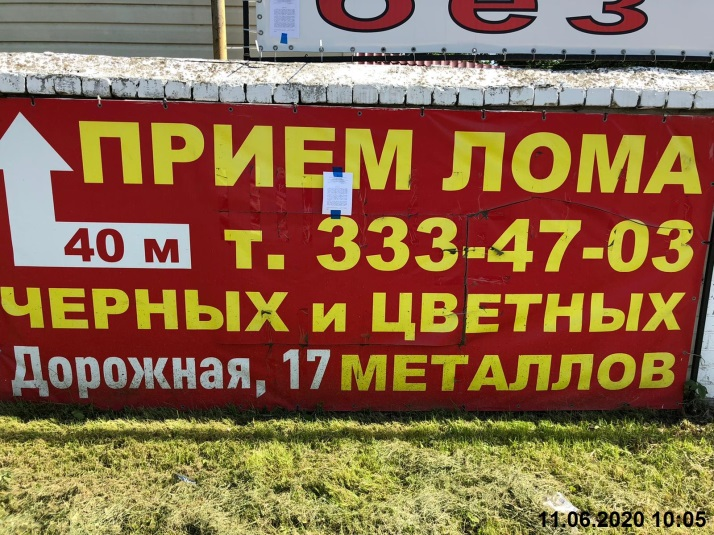 без
ПРИЕМ ЛОМА
40 м
т. 333-47-03
ЧЕРНЫХ и ЦВЕТНЫХ
Дорожная, 17 МЕТАЛЛОВ
11.06.2020 10:05